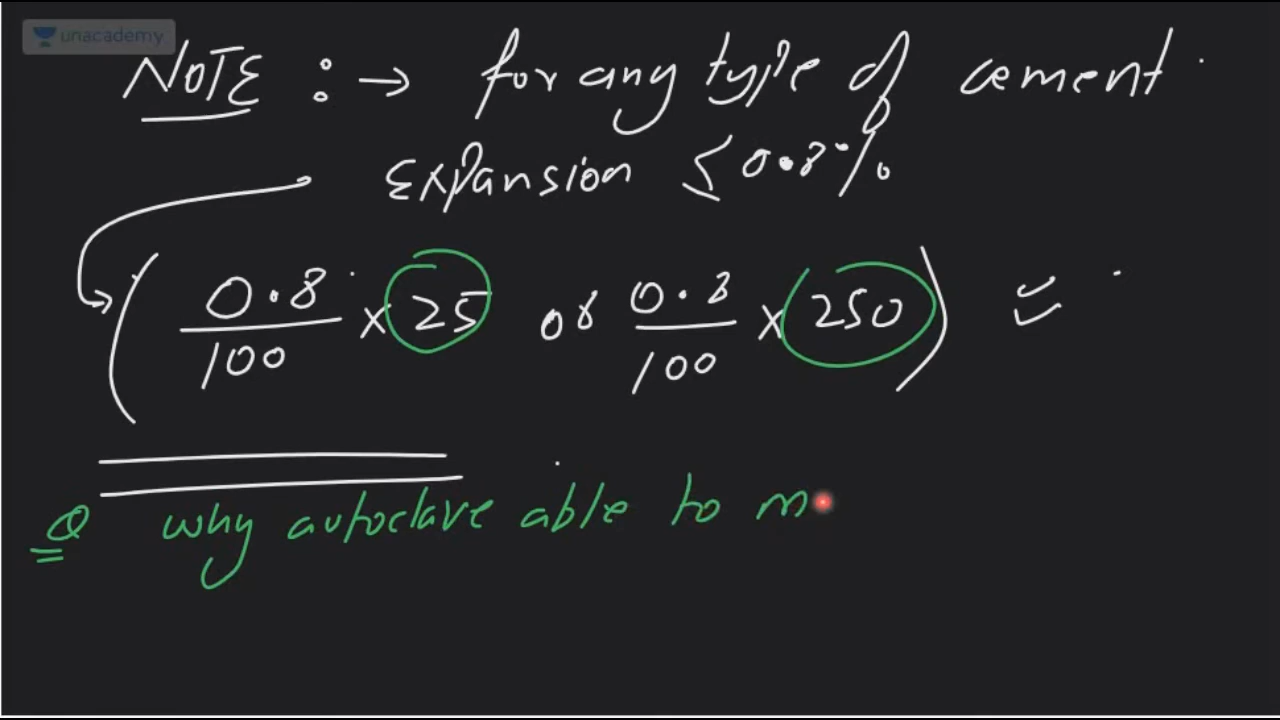 unacademy
NOTE : → for any type of cement
Expansion ≤ 0.8%
( 0.8/100 × 25 or 0.8/100 × 250 )
Q why autoclave able to m